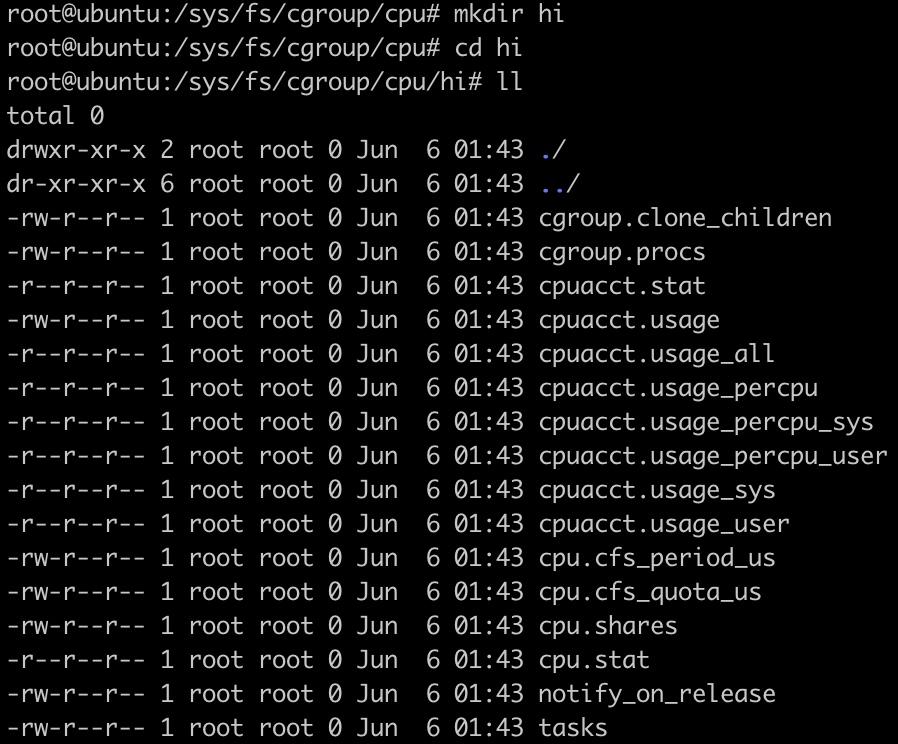 root@ubuntu:/sys/fs/cgroup/cpu# mkdir hi
root@ubuntu:/sys/fs/cgroup/cpu# cd hi
root@ubuntu:/sys/fs/cgroup/cpu/hi# ll
total 0
drwxr-xr-x 2 root root 0 Jun  6 01:43 ./
dr-xr-xr-x 6 root root 0 Jun  6 01:43 ../
-rw-r--r-- 1 root root 0 Jun  6 01:43 cgroup.clone_children
-rw-r--r-- 1 root root 0 Jun  6 01:43 cgroup.procs
-r--r--r-- 1 root root 0 Jun  6 01:43 cpuacct.stat
-rw-r--r-- 1 root root 0 Jun  6 01:43 cpuacct.usage
-r--r--r-- 1 root root 0 Jun  6 01:43 cpuacct.usage_all
-r--r--r-- 1 root root 0 Jun  6 01:43 cpuacct.usage_percpu
-r--r--r-- 1 root root 0 Jun  6 01:43 cpuacct.usage_percpu_sys
-r--r--r-- 1 root root 0 Jun  6 01:43 cpuacct.usage_percpu_user
-r--r--r-- 1 root root 0 Jun  6 01:43 cpuacct.usage_sys
-r--r--r-- 1 root root 0 Jun  6 01:43 cpuacct.usage_user
-rw-r--r-- 1 root root 0 Jun  6 01:43 cpu.cfs_period_us
-rw-r--r-- 1 root root 0 Jun  6 01:43 cpu.cfs_quota_us
-rw-r--r-- 1 root root 0 Jun  6 01:43 cpu.shares
-r--r--r-- 1 root root 0 Jun  6 01:43 cpu.stat
-rw-r--r-- 1 root root 0 Jun  6 01:43 notify_on_release
-rw-r--r-- 1 root root 0 Jun  6 01:43 tasks